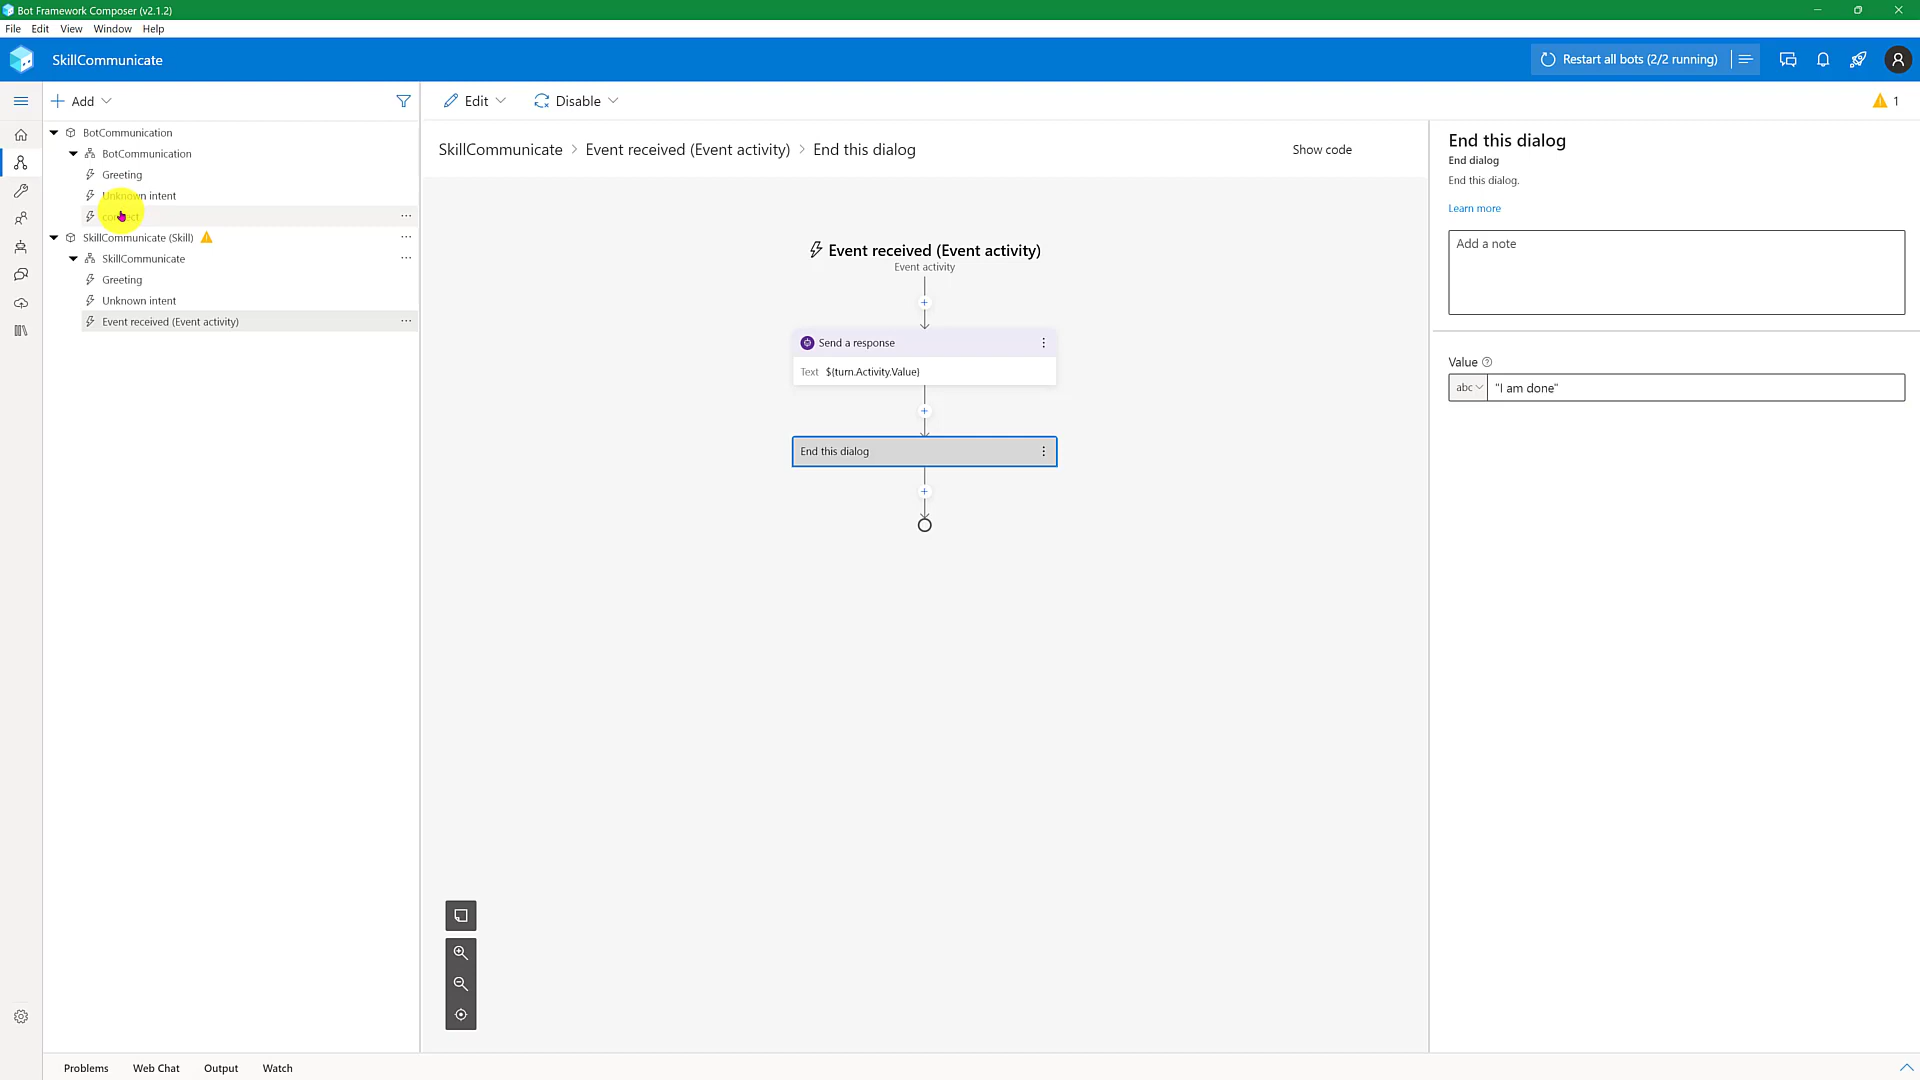 Bot Framework Composer (v2.1.2)
File Edit View Window Help
SkillCommunicate
Restart all bots (2/2 running)
Add
Edit
Disable
1
BotCommunication
BotCommunication
Greeting
Unknown intent
SkillCommunicate (Skill)
SkillCommunicate
Greeting
Unknown intent
Event received (Event activity)
SkillCommunicate > Event received (Event activity) > End this dialog
Show code
Event received (Event activity)
Event activity
Send a response
Text ${turn.Activity.Value}
End this dialog
End this dialog
End dialog
End this dialog.
Learn more
Add a note
Value
abc
"I am done"
Problems
Web Chat
Output
Watch